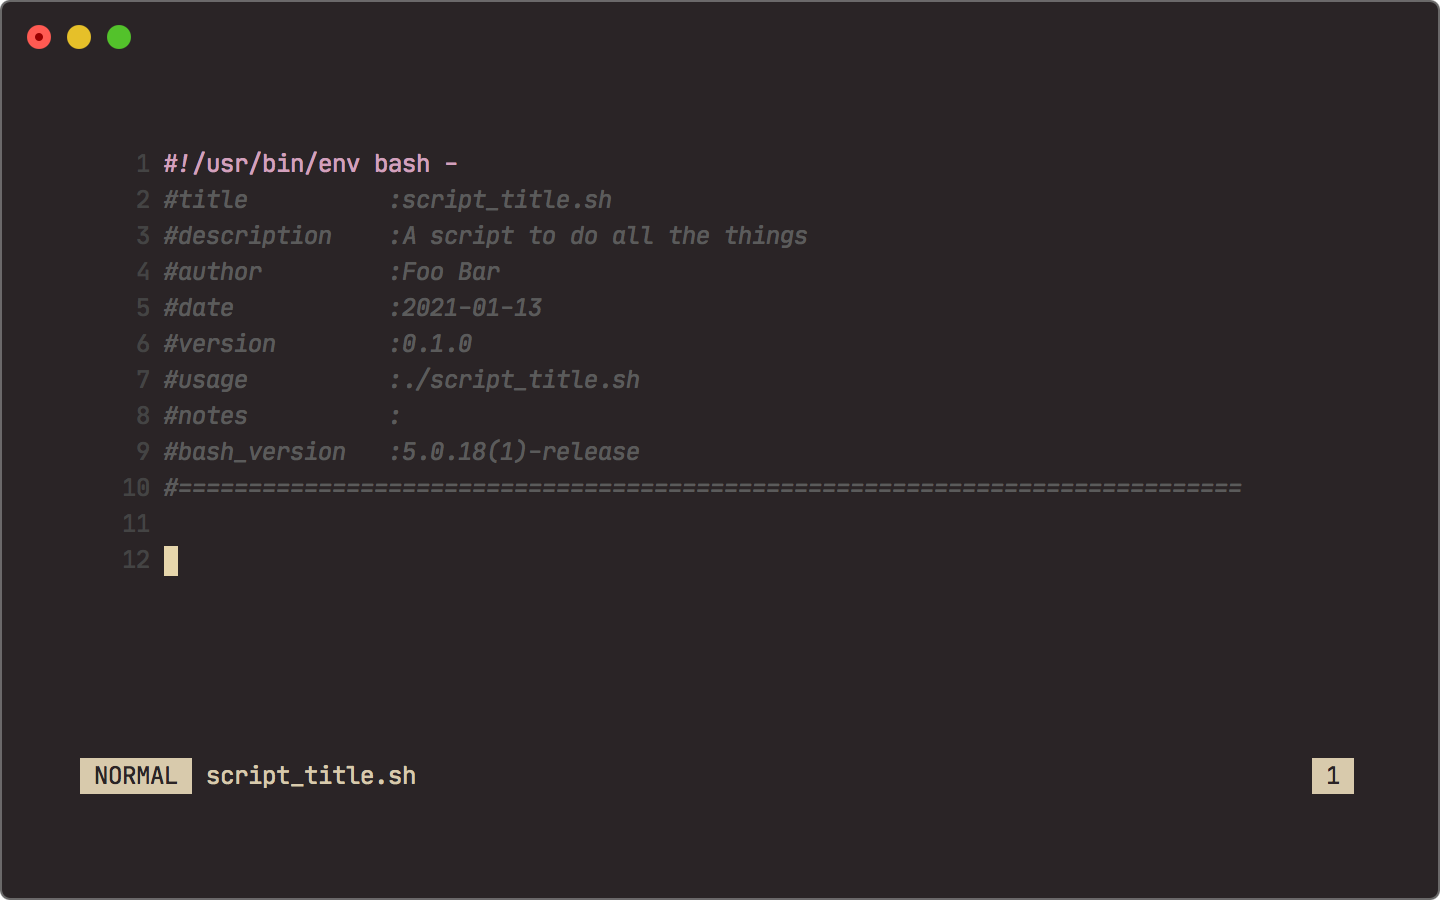 1 #!/usr/bin/env bash -
2 #title          :script_title.sh
3 #description    :A script to do all the things
4 #author         :Foo Bar
5 #date           :2021-01-13
6 #version        :0.1.0
7 #usage          :./script_title.sh
8 #notes          :
9 #bash_version   :5.0.18(1)-release
10 #============================================================================
11
12
NORMAL script_title.sh 1